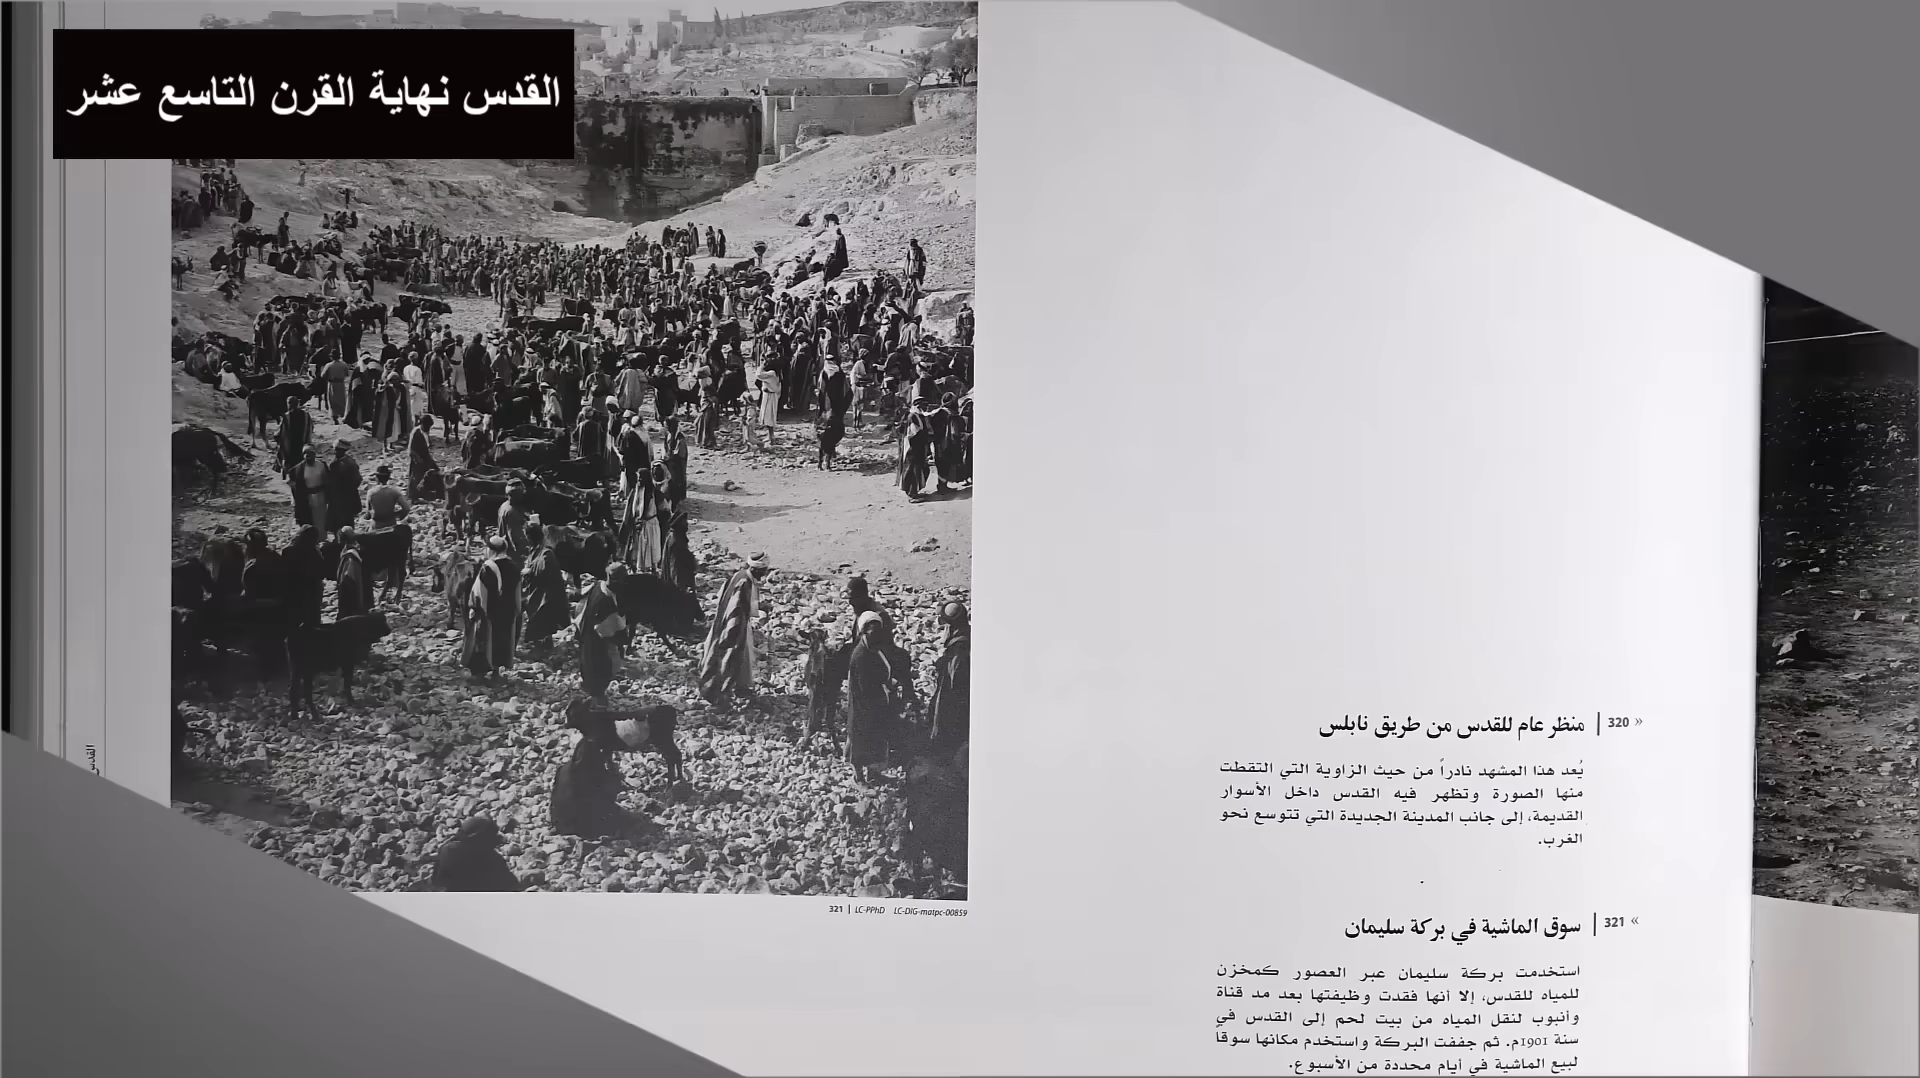 القدس نهاية القرن التاسع عشر
321 | LC-PPhD LC-DIG-matpc-00859
القدس
« 320 | منظر عام للقدس من طريق نابلس
يُعد هذا المشهد نادراً من حيث الزاوية التي التقطت
منها الصورة وتظهر فيه القدس داخل الأسوار
القديمة، إلى جانب المدينة الجديدة التي تتوسع نحو
الغرب.
» 321 | سوق الماشية في بركة سليمان
استخدمت بركة سليمان عبر العصور كمخزن
للمياه للقدس، إلا أنها فقدت وظيفتها بعد مد قناة
وأنبوب لنقل المياه من بيت لحم إلى القدس في
سنة 1901م. ثم جففت البركة واستخدم مكانها سوقاً
لبيع الماشية في أيام محددة من الأسبوع.